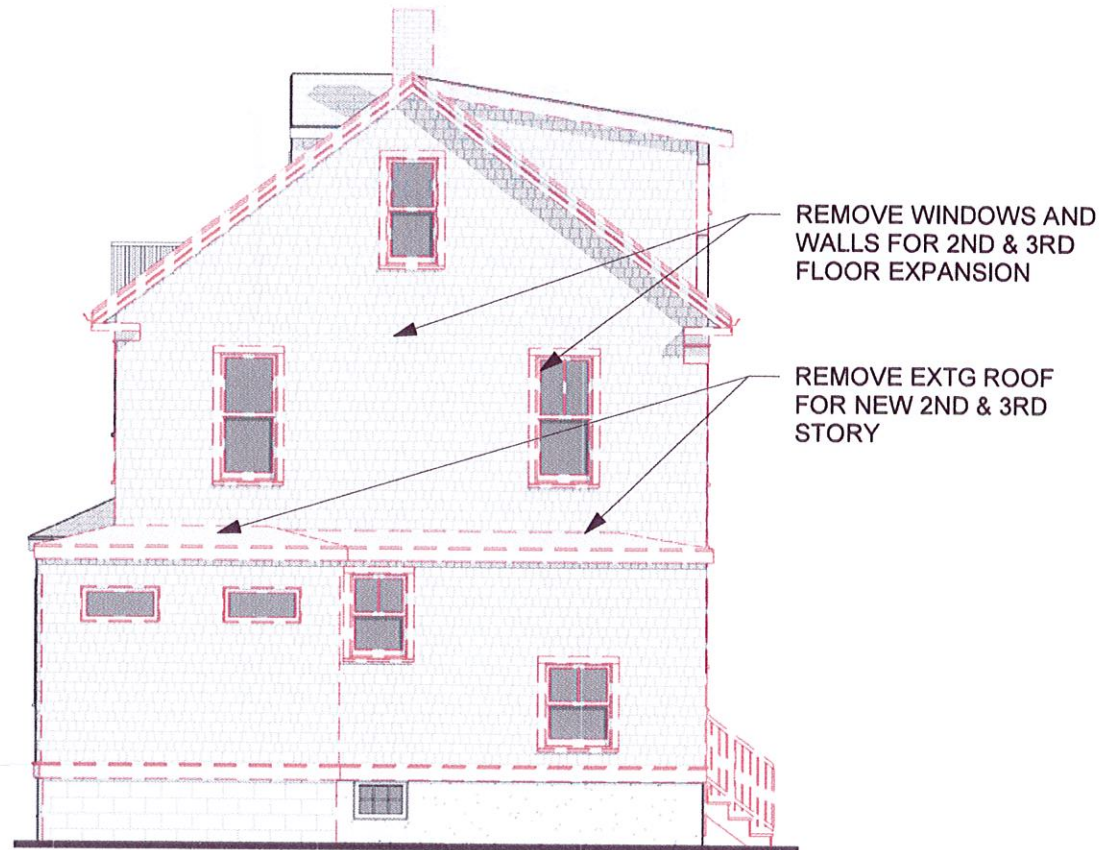 REMOVE WINDOWS AND
WALLS FOR 2ND & 3RD
FLOOR EXPANSION
REMOVE EXTG ROOF
FOR NEW 2ND & 3RD
STORY